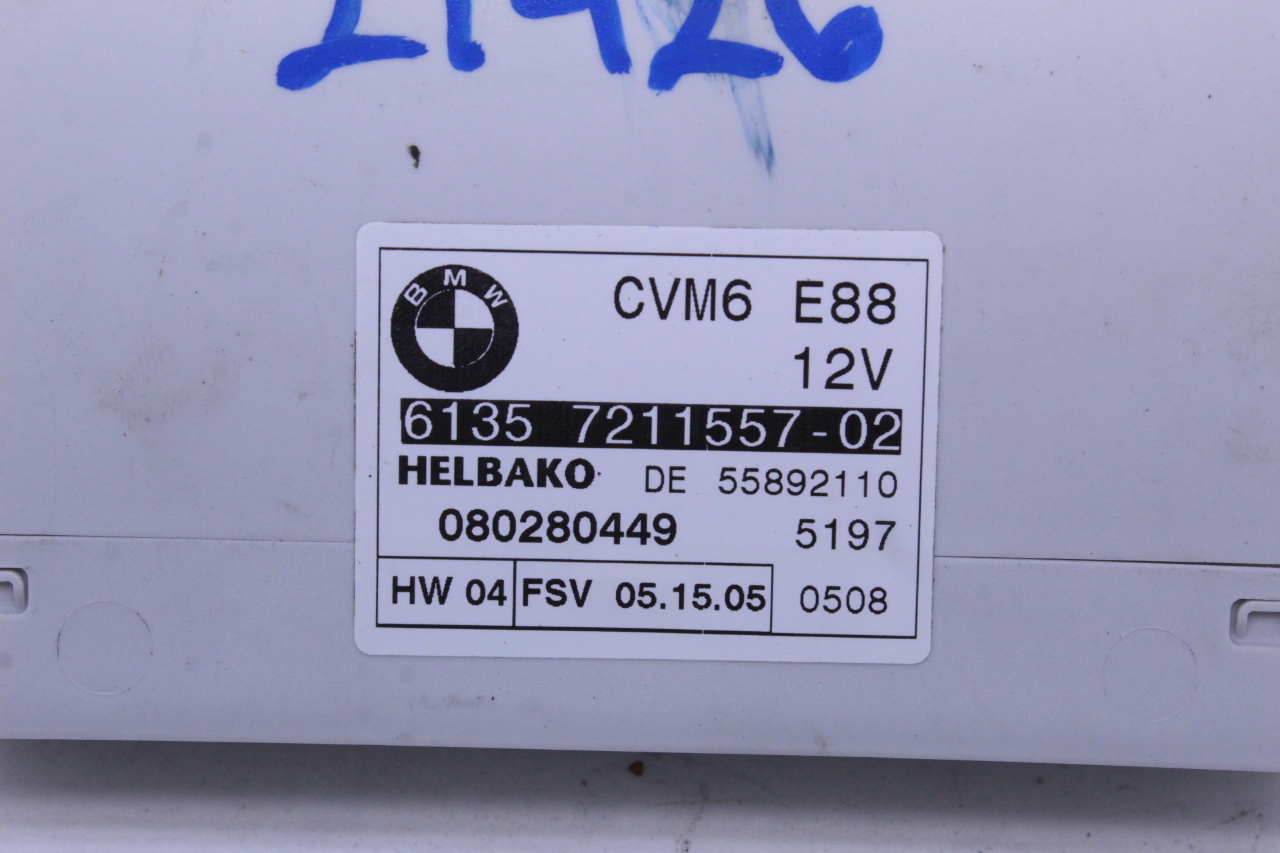 21426
BMW
CVM6 E88
12V
6135 7211557-02
HELBAKO DE 55892110
080280449 5197
HW 04 FSV 05.15.05 0508